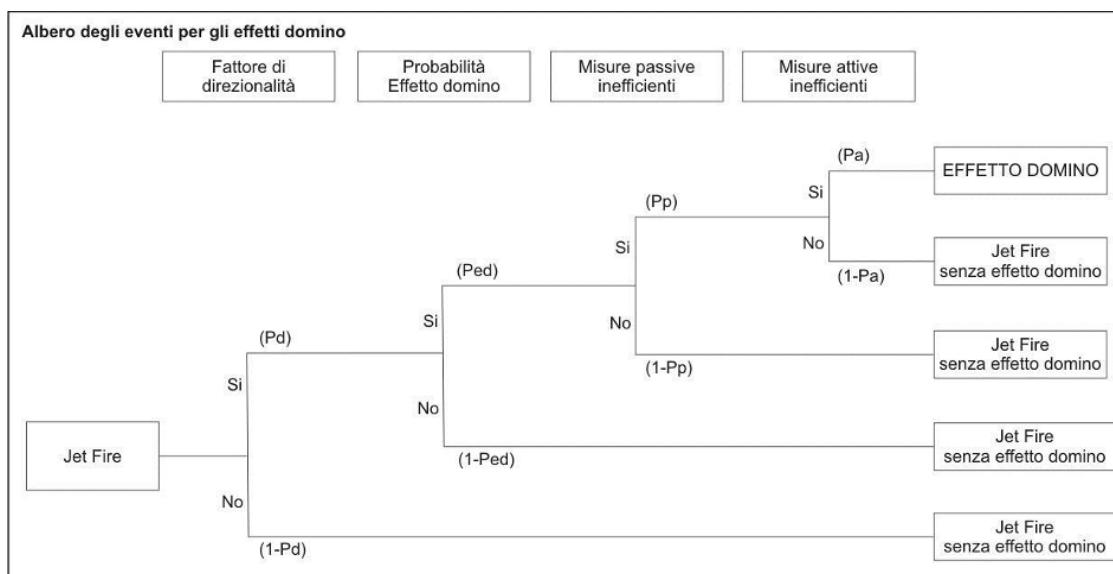 Albero degli eventi per gli effetti domino
Fattore di
direzionalità
Probabilità
Effetto domino
Misure passive
inefficienti
Misure attive
inefficienti
(Pa)
EFFETTO DOMINO
Si
(Pp)
No
Jet Fire
senza effetto domino
Si
(1-Pa)
(Ped)
No
Jet Fire
senza effetto domino
Si
(1-Pp)
(Pd)
No
Jet Fire
senza effetto domino
Si
(1-Ped)
Jet Fire
No
Jet Fire
senza effetto domino
(1-Pd)